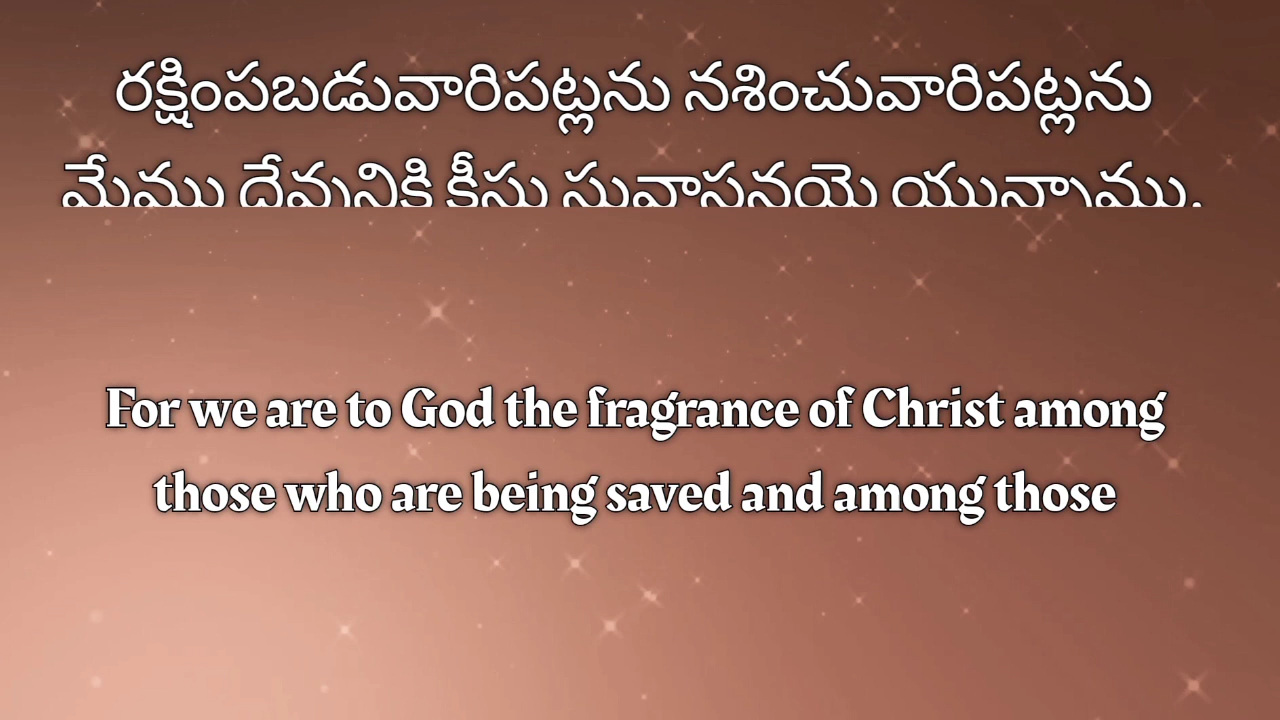 రక్షింపబడువారిపట్లను నశించువారిపట్లను
మేము దేవునికి క్రీస్తు సువాసనయై యున్నాము.
For we are to God the fragrance of Christ among
those who are being saved and among those